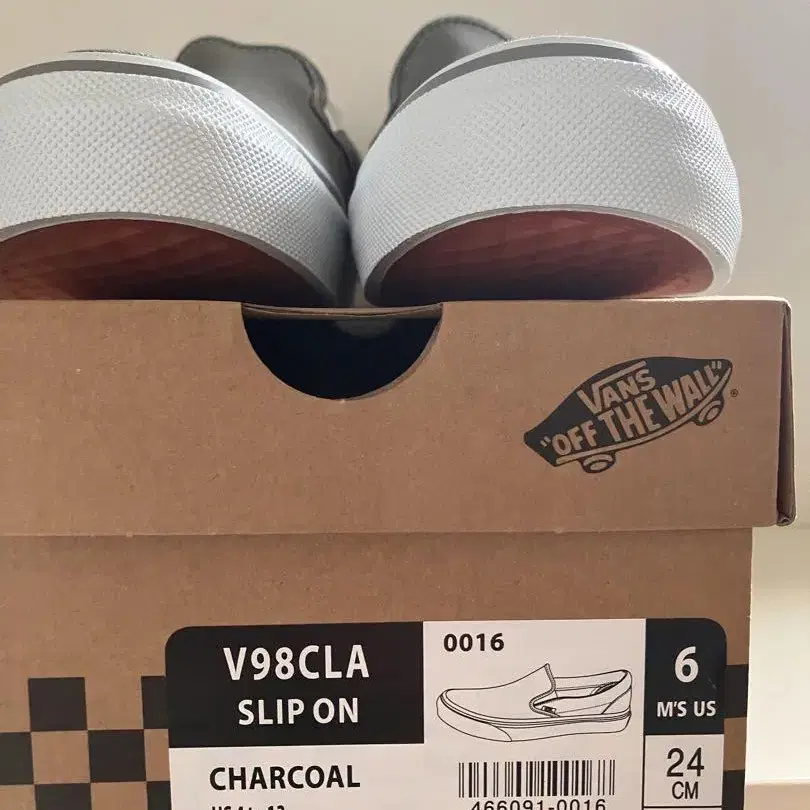 VANS
"OFF THE WALL"
®
V98CLA
SLIP ON
0016
6
M'S US
CHARCOAL
24
CM
466091-0016